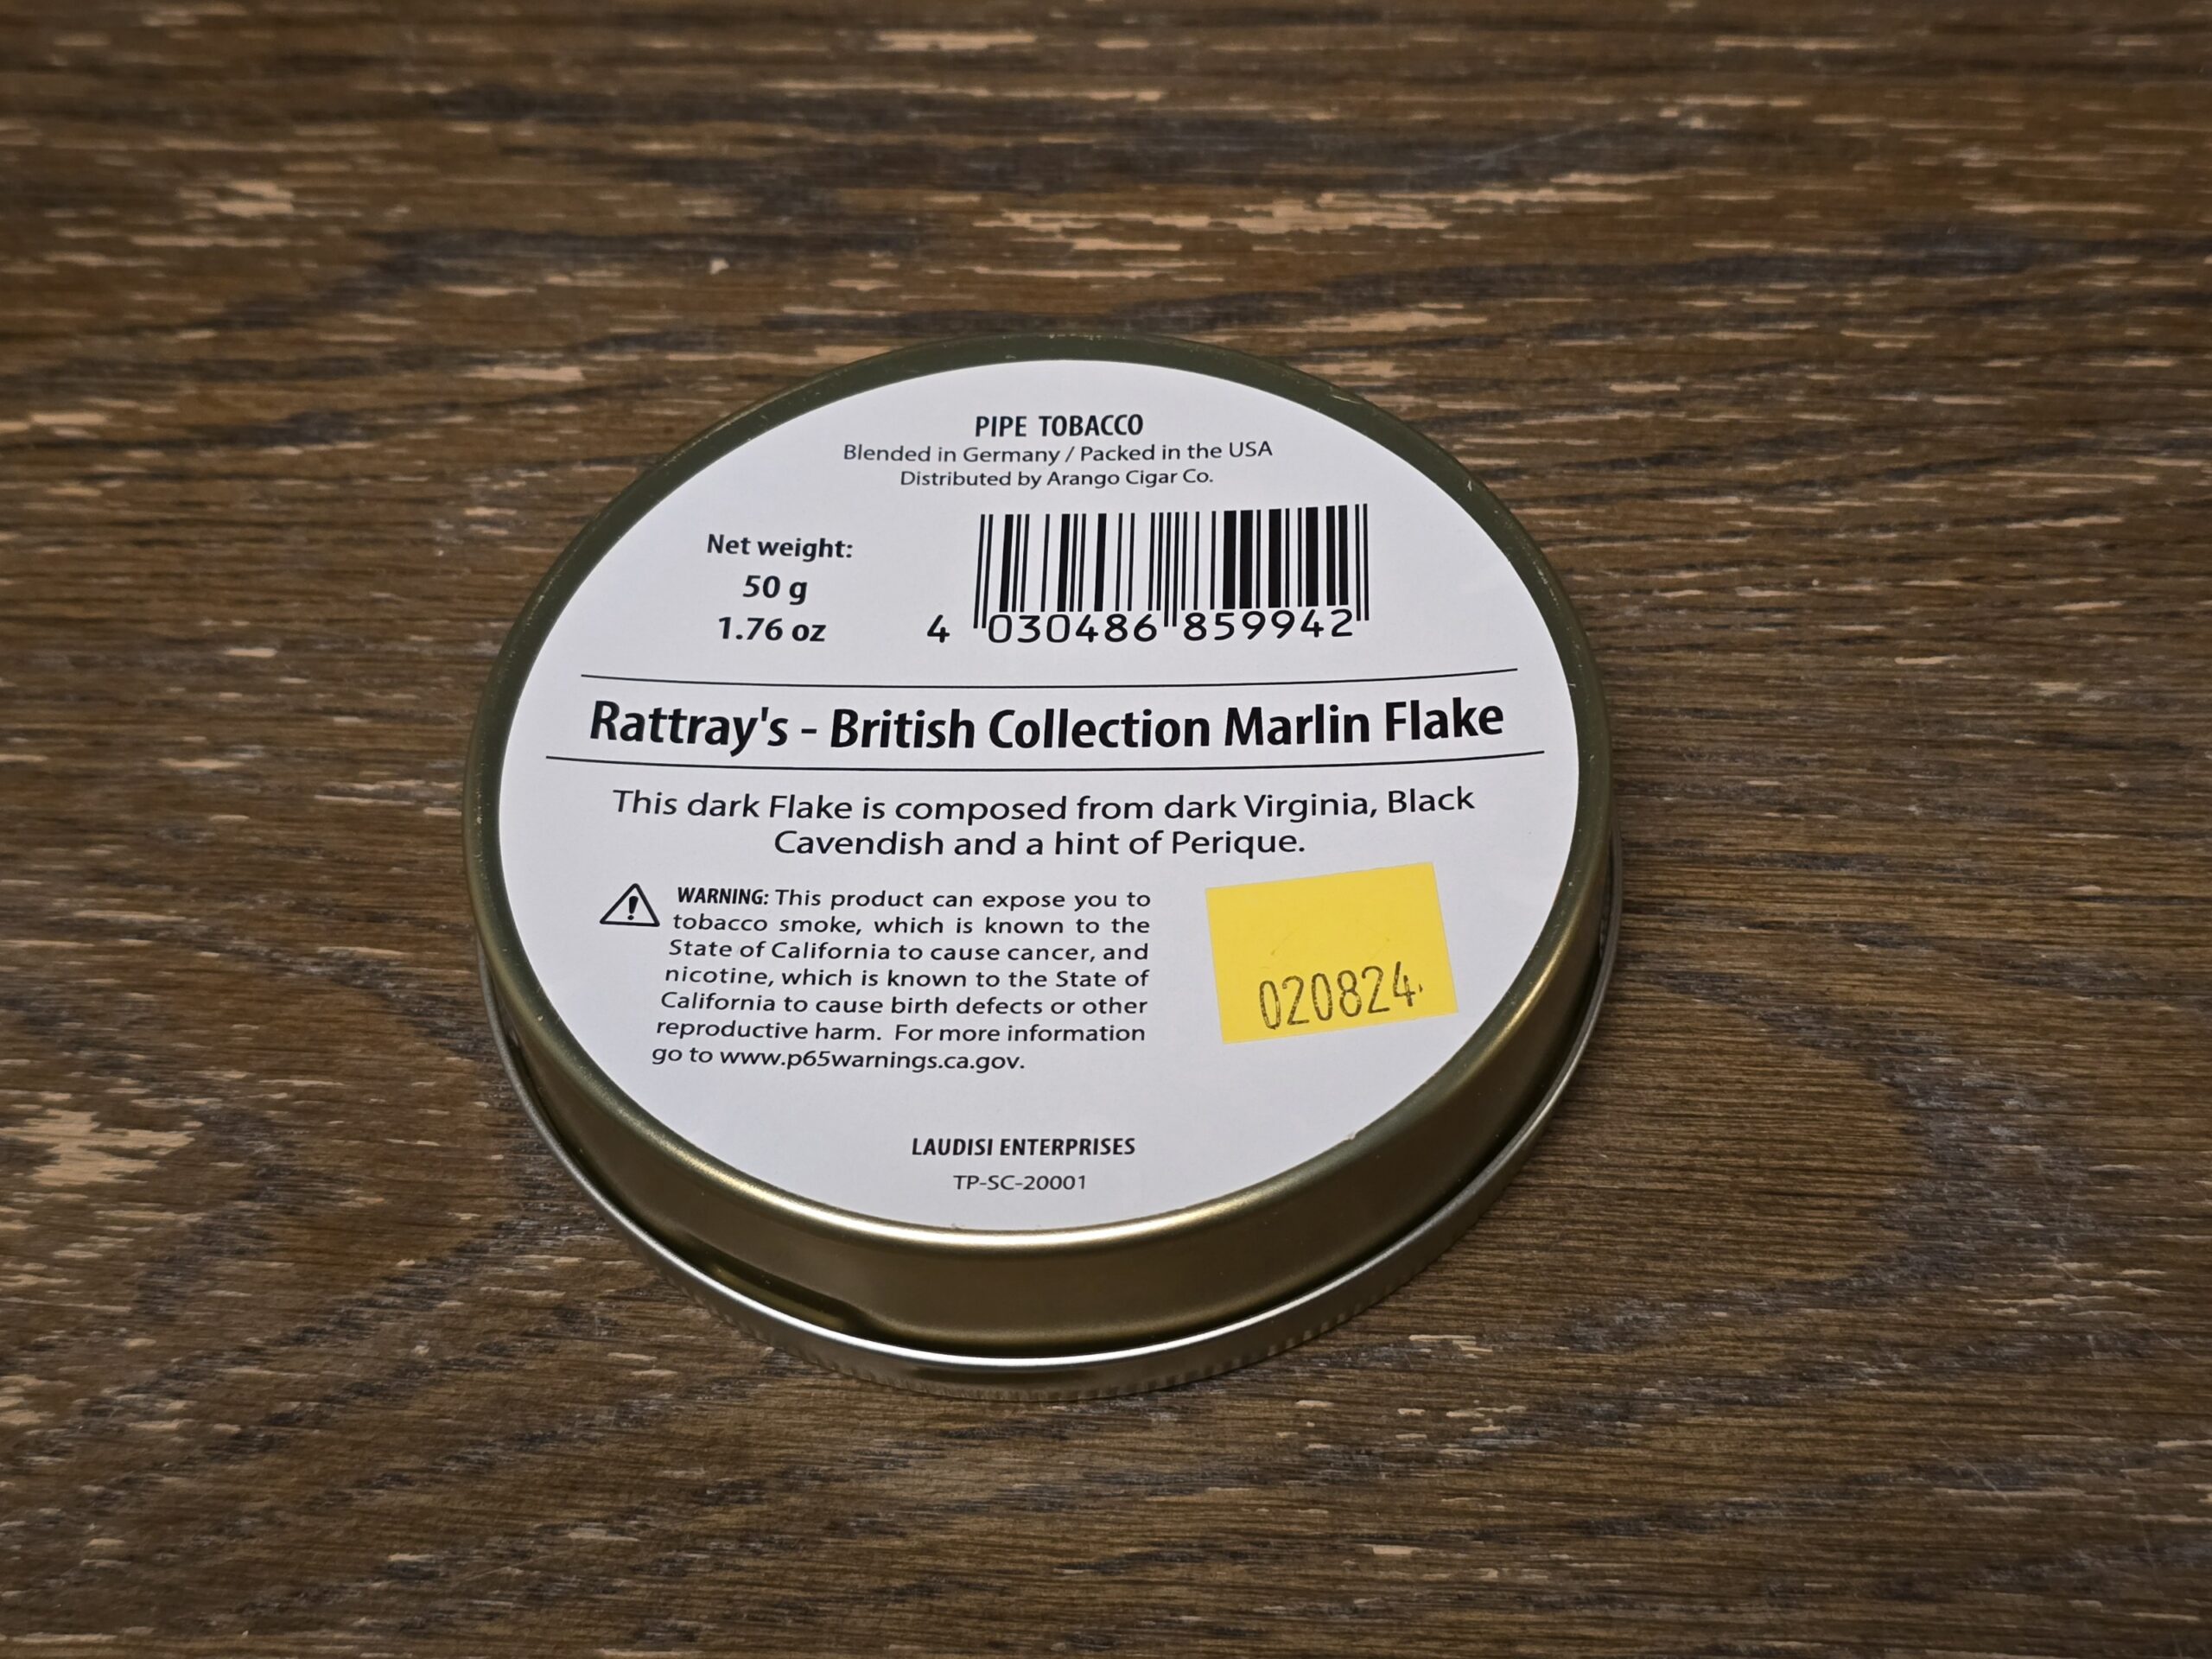 PIPE TOBACCO
Blended in Germany / Packed in the USA
Distributed by Arango Cigar Co.
Net weight:
50 g
1.76 oz
4 030486 859942
Rattray's - British Collection Marlin Flake
This dark Flake is composed from dark Virginia, Black
Cavendish and a hint of Perique.
WARNING: This product can expose you to
tobacco smoke, which is known to the
State of California to cause cancer, and
nicotine, which is known to the State of
California to cause birth defects or other
reproductive harm. For more information
go to www.p65warnings.ca.gov.
020824.
LAUDISI ENTERPRISES
TP-SC-20001